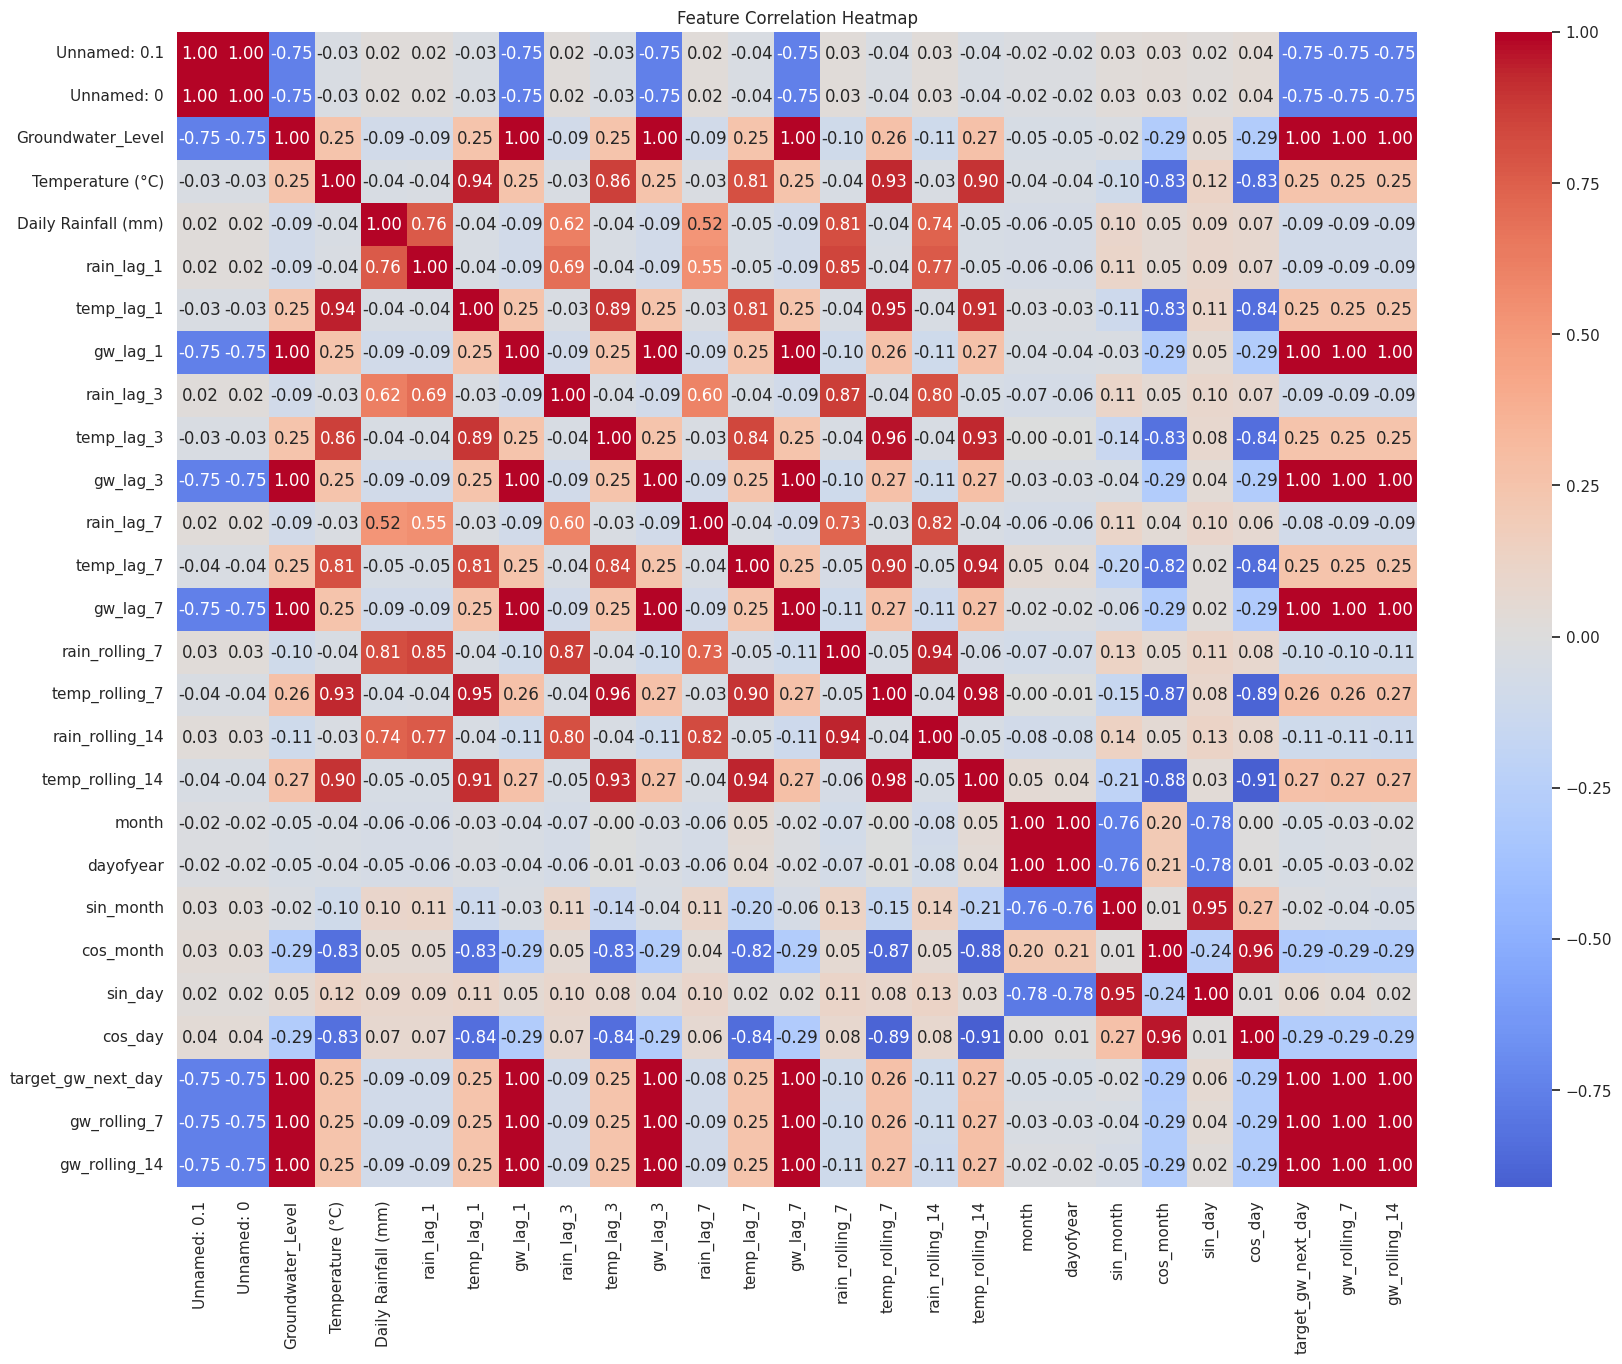 Feature Correlation Heatmap
Unnamed: 0.1 1.00 1.00 -0.75 -0.03 0.02 0.02 -0.03 -0.75 0.02 -0.03 -0.75 0.02 -0.04 -0.75 0.03 -0.04 0.03 -0.04 -0.02 -0.02 0.03 0.03 0.02 0.04 -0.75 -0.75 -0.75
Unnamed: 0 1.00 1.00 -0.75 -0.03 0.02 0.02 -0.03 -0.75 0.02 -0.03 -0.75 0.02 -0.04 -0.75 0.03 -0.04 0.03 -0.04 -0.02 -0.02 0.03 0.03 0.02 0.04 -0.75 -0.75 -0.75
Groundwater_Level -0.75 -0.75 1.00 0.25 -0.09 -0.09 0.25 1.00 -0.09 0.25 1.00 -0.09 0.25 1.00 -0.10 0.26 -0.11 0.27 -0.05 -0.05 -0.02 -0.29 0.05 -0.29 1.00 1.00 1.00
Temperature (°C) -0.03 -0.03 0.25 1.00 -0.04 -0.04 0.94 0.25 -0.03 0.86 0.25 -0.03 0.81 0.25 -0.04 0.93 -0.03 0.90 -0.04 -0.04 -0.10 -0.83 0.12 -0.83 0.25 0.25 0.25
Daily Rainfall (mm) 0.02 0.02 -0.09 -0.04 1.00 0.76 -0.04 -0.09 0.62 -0.04 -0.09 0.52 -0.05 -0.09 0.81 -0.04 0.74 -0.05 -0.06 -0.05 0.10 0.05 0.09 0.07 -0.09 -0.09 -0.09
rain_lag_1 0.02 0.02 -0.09 -0.04 0.76 1.00 -0.04 -0.09 0.69 -0.04 -0.09 0.55 -0.05 -0.09 0.85 -0.04 0.77 -0.05 -0.06 -0.06 0.11 0.05 0.09 0.07 -0.09 -0.09 -0.09
temp_lag_1 -0.03 -0.03 0.25 0.94 -0.04 -0.04 1.00 0.25 -0.03 0.89 0.25 -0.03 0.81 0.25 -0.04 0.95 -0.04 0.91 -0.03 -0.03 -0.11 -0.83 0.11 -0.84 0.25 0.25 0.25
gw_lag_1 -0.75 -0.75 1.00 0.25 -0.09 -0.09 0.25 1.00 -0.09 0.25 1.00 -0.09 0.25 1.00 -0.10 0.26 -0.11 0.27 -0.04 -0.04 -0.03 -0.29 0.05 -0.29 1.00 1.00 1.00
rain_lag_3 0.02 0.02 -0.09 -0.03 0.62 0.69 -0.03 -0.09 1.00 -0.04 -0.09 0.60 -0.04 -0.09 0.87 -0.04 0.80 -0.05 -0.07 -0.06 0.11 0.05 0.10 0.07 -0.09 -0.09 -0.09
temp_lag_3 -0.03 -0.03 0.25 0.86 -0.04 -0.04 0.89 0.25 -0.04 1.00 0.25 -0.03 0.84 0.25 -0.04 0.96 -0.04 0.93 -0.00 -0.01 -0.14 -0.83 0.08 -0.84 0.25 0.25 0.25
gw_lag_3 -0.75 -0.75 1.00 0.25 -0.09 -0.09 0.25 1.00 -0.09 0.25 1.00 -0.09 0.25 1.00 -0.10 0.27 -0.11 0.27 -0.03 -0.03 -0.04 -0.29 0.04 -0.29 1.00 1.00 1.00
rain_lag_7 0.02 0.02 -0.09 -0.03 0.52 0.55 -0.03 -0.09 0.60 -0.03 -0.09 1.00 -0.04 -0.09 0.73 -0.03 0.82 -0.04 -0.06 -0.06 0.11 0.04 0.10 0.06 -0.08 -0.09 -0.09
temp_lag_7 -0.04 -0.04 0.25 0.81 -0.05 -0.05 0.81 0.25 -0.04 0.84 0.25 -0.04 1.00 0.25 -0.05 0.90 -0.05 0.94 0.05 0.04 -0.20 -0.82 0.02 -0.84 0.25 0.25 0.25
gw_lag_7 -0.75 -0.75 1.00 0.25 -0.09 -0.09 0.25 1.00 -0.09 0.25 1.00 -0.09 0.25 1.00 -0.11 0.27 -0.11 0.27 -0.02 -0.02 -0.06 -0.29 0.02 -0.29 1.00 1.00 1.00
rain_rolling_7 0.03 0.03 -0.10 -0.04 0.81 0.85 -0.04 -0.10 0.87 -0.04 -0.10 0.73 -0.05 -0.11 1.00 -0.05 0.94 -0.06 -0.07 -0.07 0.13 0.05 0.11 0.08 -0.10 -0.10 -0.11
temp_rolling_7 -0.04 -0.04 0.26 0.93 -0.04 -0.04 0.95 0.26 -0.04 0.96 0.27 -0.03 0.90 0.27 -0.05 1.00 -0.04 0.98 -0.00 -0.01 -0.15 -0.87 0.08 -0.89 0.26 0.26 0.27
rain_rolling_14 0.03 0.03 -0.11 -0.03 0.74 0.77 -0.04 -0.11 0.80 -0.04 -0.11 0.82 -0.05 -0.11 0.94 -0.04 1.00 -0.05 -0.08 -0.08 0.14 0.05 0.13 0.08 -0.11 -0.11 -0.11
temp_rolling_14 -0.04 -0.04 0.27 0.90 -0.05 -0.05 0.91 0.27 -0.05 0.93 0.27 -0.04 0.94 0.27 -0.06 0.98 -0.05 1.00 0.05 0.04 -0.21 -0.88 0.03 -0.91 0.27 0.27 0.27
month -0.02 -0.02 -0.05 -0.04 -0.06 -0.06 -0.03 -0.04 -0.07 -0.00 -0.03 -0.06 0.05 -0.02 -0.07 -0.00 -0.08 0.05 1.00 1.00 -0.76 0.20 -0.78 0.00 -0.05 -0.03 -0.02
dayofyear -0.02 -0.02 -0.05 -0.04 -0.05 -0.06 -0.03 -0.04 -0.06 -0.01 -0.03 -0.06 0.04 -0.02 -0.07 -0.01 -0.08 0.04 1.00 1.00 -0.76 0.21 -0.78 0.01 -0.05 -0.03 -0.02
sin_month 0.03 0.03 -0.02 -0.10 0.10 0.11 -0.11 -0.03 0.11 -0.14 -0.04 0.11 -0.20 -0.06 0.13 -0.15 0.14 -0.21 -0.76 -0.76 1.00 0.01 0.95 0.27 -0.02 -0.04 -0.05
cos_month 0.03 0.03 -0.29 -0.83 0.05 0.05 -0.83 -0.29 0.05 -0.83 -0.29 0.04 -0.82 -0.29 0.05 -0.87 0.05 -0.88 0.20 0.21 0.01 1.00 -0.24 0.96 -0.29 -0.29 -0.29
sin_day 0.02 0.02 0.05 0.12 0.09 0.09 0.11 0.05 0.10 0.08 0.04 0.10 0.02 0.02 0.11 0.08 0.13 0.03 -0.78 -0.78 0.95 -0.24 1.00 0.01 0.06 0.04 0.02
cos_day 0.04 0.04 -0.29 -0.83 0.07 0.07 -0.84 -0.29 0.07 -0.84 -0.29 0.06 -0.84 -0.29 0.08 -0.89 0.08 -0.91 0.00 0.01 0.27 0.96 0.01 1.00 -0.29 -0.29 -0.29
target_gw_next_day -0.75 -0.75 1.00 0.25 -0.09 -0.09 0.25 1.00 -0.09 0.25 1.00 -0.08 0.25 1.00 -0.10 0.26 -0.11 0.27 -0.05 -0.05 -0.02 -0.29 0.06 -0.29 1.00 1.00 1.00
gw_rolling_7 -0.75 -0.75 1.00 0.25 -0.09 -0.09 0.25 1.00 -0.09 0.25 1.00 -0.09 0.25 1.00 -0.10 0.26 -0.11 0.27 -0.03 -0.03 -0.04 -0.29 0.04 -0.29 1.00 1.00 1.00
gw_rolling_14 -0.75 -0.75 1.00 0.25 -0.09 -0.09 0.25 1.00 -0.09 0.25 1.00 -0.09 0.25 1.00 -0.11 0.27 -0.11 0.27 -0.02 -0.02 -0.05 -0.29 0.02 -0.29 1.00 1.00 1.00
Unnamed: 0.1
Unnamed: 0
Groundwater_Level
Temperature (°C)
Daily Rainfall (mm)
rain_lag_1
temp_lag_1
gw_lag_1
rain_lag_3
temp_lag_3
gw_lag_3
rain_lag_7
temp_lag_7
gw_lag_7
rain_rolling_7
temp_rolling_7
rain_rolling_14
temp_rolling_14
month
dayofyear
sin_month
cos_month
sin_day
cos_day
target_gw_next_day
gw_rolling_7
gw_rolling_14
1.00
0.75
0.50
0.25
0.00
−0.25
−0.50
−0.75